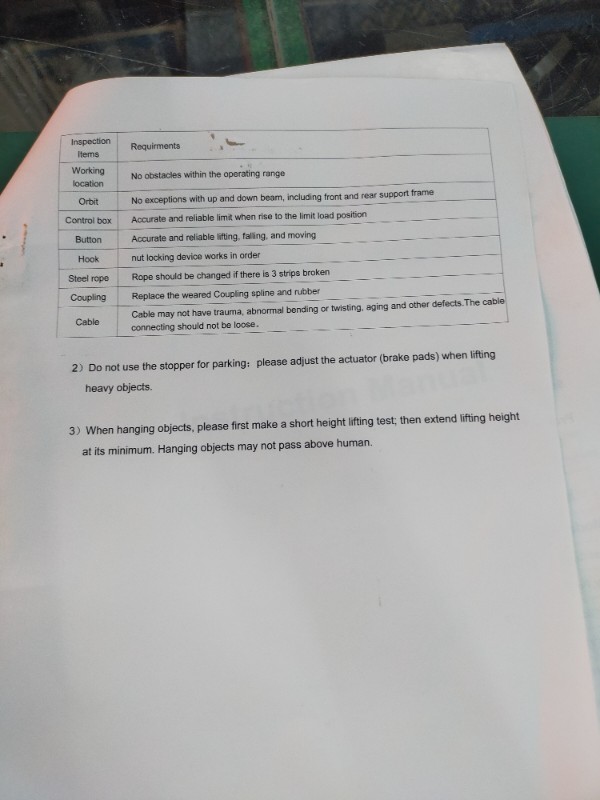 Inspection
Items
Requirments
Working
location
No obstacles within the operating range
Orbit
No exceptions with up and down beam, including front and rear support frame
Control box
Accurate and reliable limit when rise to the limit load position
Button
Accurate and reliable lifting, falling, and moving
Hook
nut locking device works in order
Steel rope
Rope should be changed if there is 3 strips broken
Coupling
Replace the weared Coupling spline and rubber
Cable
Cable may not have trauma, abnormal bending or twisting, aging and other defects.The cable
connecting should not be loose.
2）Do not use the stopper for parking；please adjust the actuator (brake pads) when lifting
heavy objects.
3）When hanging objects, please first make a short height lifting test; then extend lifting height
at its minimum. Hanging objects may not pass above human.
Instruction Manual